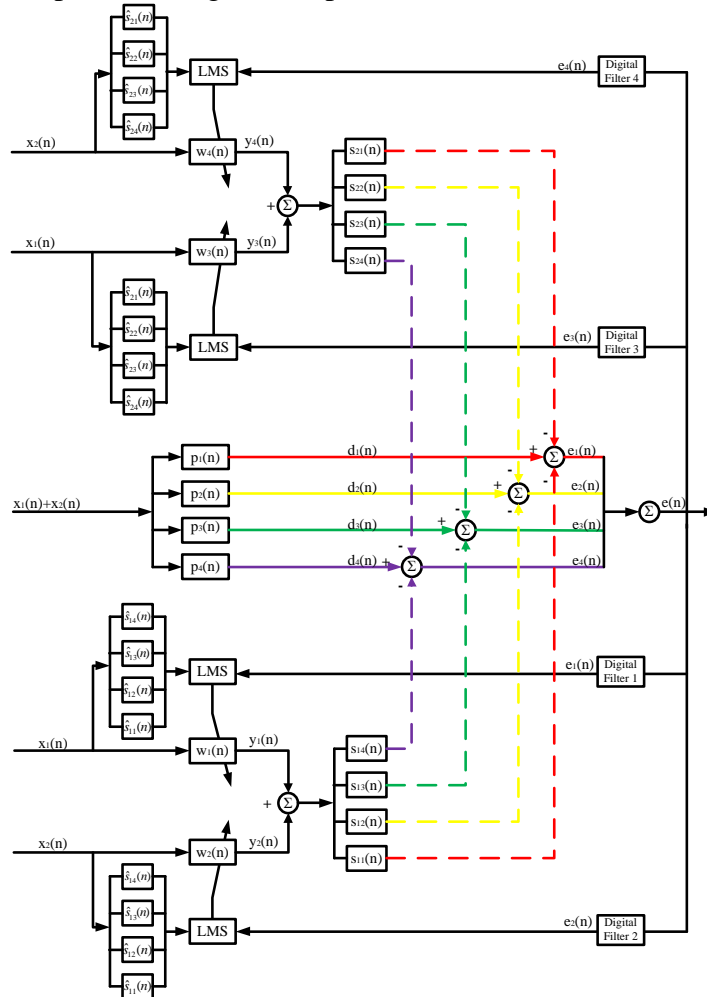 ŝ₂₁(n)
ŝ₂₂(n)
ŝ₂₃(n)
ŝ₂₄(n)
LMS
e₄(n)
Digital
Filter 4
x₂(n)
w₄(n)
y₄(n)
s₂₁(n)
s₂₂(n)
s₂₃(n)
s₂₄(n)
+
Σ
x₁(n)
w₃(n)
y₃(n)
ŝ₂₁(n)
ŝ₂₂(n)
ŝ₂₃(n)
ŝ₂₄(n)
LMS
e₃(n)
Digital
Filter 3
x₁(n)+x₂(n)
p₁(n)
d₁(n)
+
-
-
Σ
e₁(n)
p₂(n)
d₂(n)
+
-
-
Σ
e₂(n)
p₃(n)
d₃(n)
+
-
-
Σ
e₃(n)
p₄(n)
d₄(n)
+
-
-
Σ
e₄(n)
Σ
e(n)
ŝ₁₄(n)
ŝ₁₃(n)
ŝ₁₂(n)
ŝ₁₁(n)
LMS
e₁(n)
Digital
Filter 1
x₁(n)
w₁(n)
y₁(n)
s₁₄(n)
s₁₃(n)
s₁₂(n)
s₁₁(n)
+
Σ
x₂(n)
w₂(n)
y₂(n)
ŝ₁₄(n)
ŝ₁₃(n)
ŝ₁₂(n)
ŝ₁₁(n)
LMS
e₂(n)
Digital
Filter 2